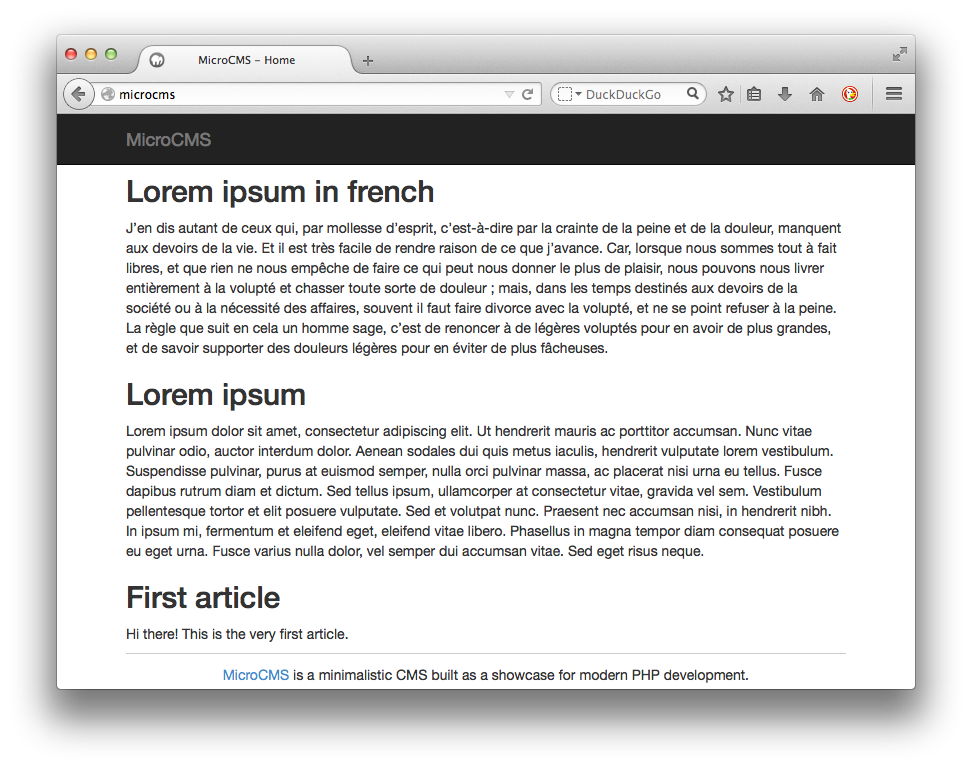 MicroCMS – Home
microcms
DuckDuckGo
MicroCMS
Lorem ipsum in french
J’en dis autant de ceux qui, par mollesse d’esprit, c’est-à-dire par la crainte de la peine et de la douleur, manquent
aux devoirs de la vie. Et il est très facile de rendre raison de ce que j’avance. Car, lorsque nous sommes tout à fait
libres, et que rien ne nous empêche de faire ce qui peut nous donner le plus de plaisir, nous pouvons nous livrer
entièrement à la volupté et chasser toute sorte de douleur ; mais, dans les temps destinés aux devoirs de la
société ou à la nécessité des affaires, souvent il faut faire divorce avec la volupté, et ne se point refuser à la peine.
La règle que suit en cela un homme sage, c’est de renoncer à de légères voluptés pour en avoir de plus grandes,
et de savoir supporter des douleurs légères pour en éviter de plus fâcheuses.
Lorem ipsum
Lorem ipsum dolor sit amet, consectetur adipiscing elit. Ut hendrerit mauris ac porttitor accumsan. Nunc vitae
pulvinar odio, auctor interdum dolor. Aenean sodales dui quis metus iaculis, hendrerit vulputate lorem vestibulum.
Suspendisse pulvinar, purus at euismod semper, nulla orci pulvinar massa, ac placerat nisi urna eu tellus. Fusce
dapibus rutrum diam et dictum. Sed tellus ipsum, ullamcorper at consectetur vitae, gravida vel sem. Vestibulum
pellentesque tortor et elit posuere vulputate. Sed et volutpat nunc. Praesent nec accumsan nisi, in hendrerit nibh.
In ipsum mi, fermentum et eleifend eget, eleifend vitae libero. Phasellus in magna tempor diam consequat posuere
eu eget urna. Fusce varius nulla dolor, vel semper dui accumsan vitae. Sed eget risus neque.
First article
Hi there! This is the very first article.
MicroCMS is a minimalistic CMS built as a showcase for modern PHP development.